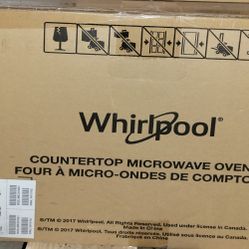 Whirlpool®
COUNTERTOP MICROWAVE OVEN
FOUR À MICRO-ONDES DE COMPTO
®/TM © 2017 Whirlpool. All rights reserved. Used under license in Canada.
Made in China
®/TM © 2017 Whirlpool. Tous droits réservés. Utilisé sous licence au Canada.
Fabriqué en Chine